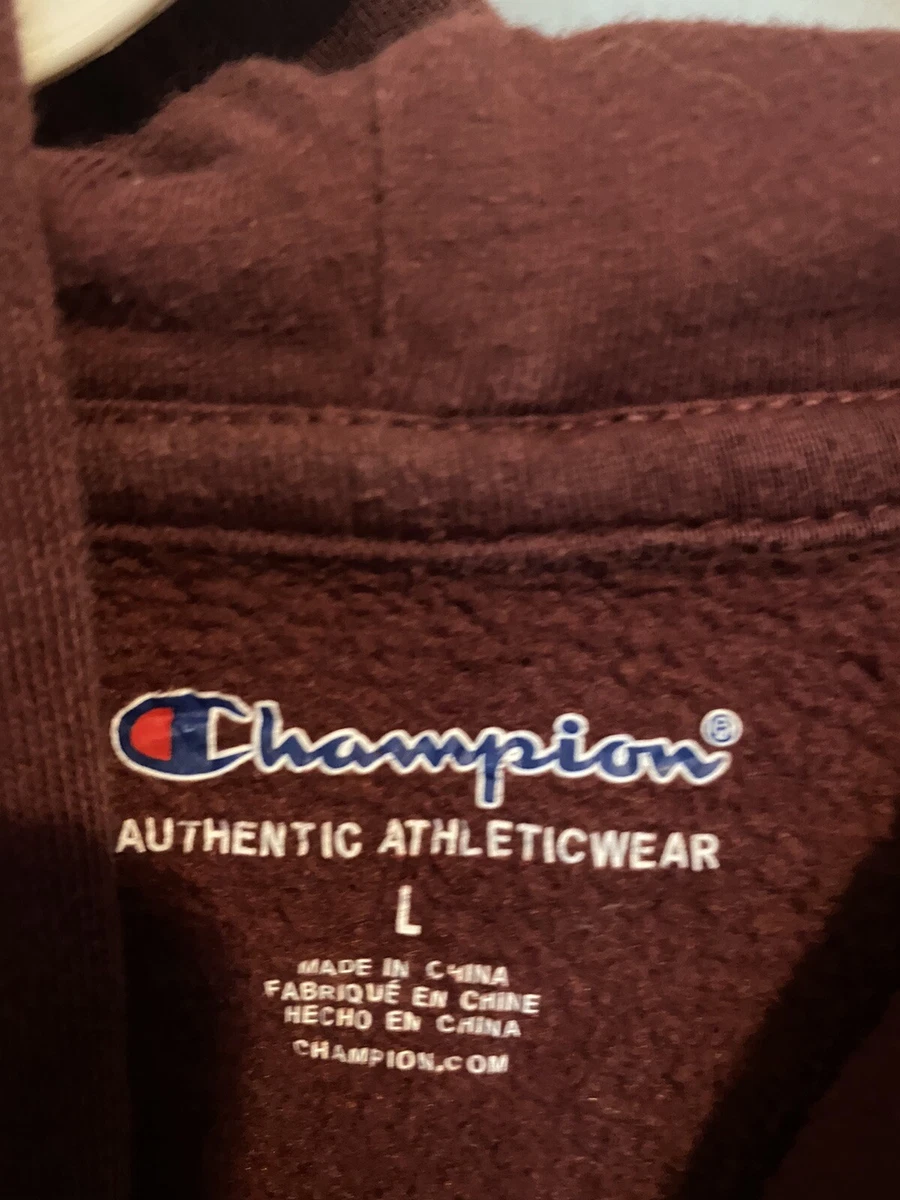 Champion®
AUTHENTIC ATHLETICWEAR
L
MADE IN CHINA
FABRIQUÉ EN CHINE
HECHO EN CHINA
CHAMPION.COM